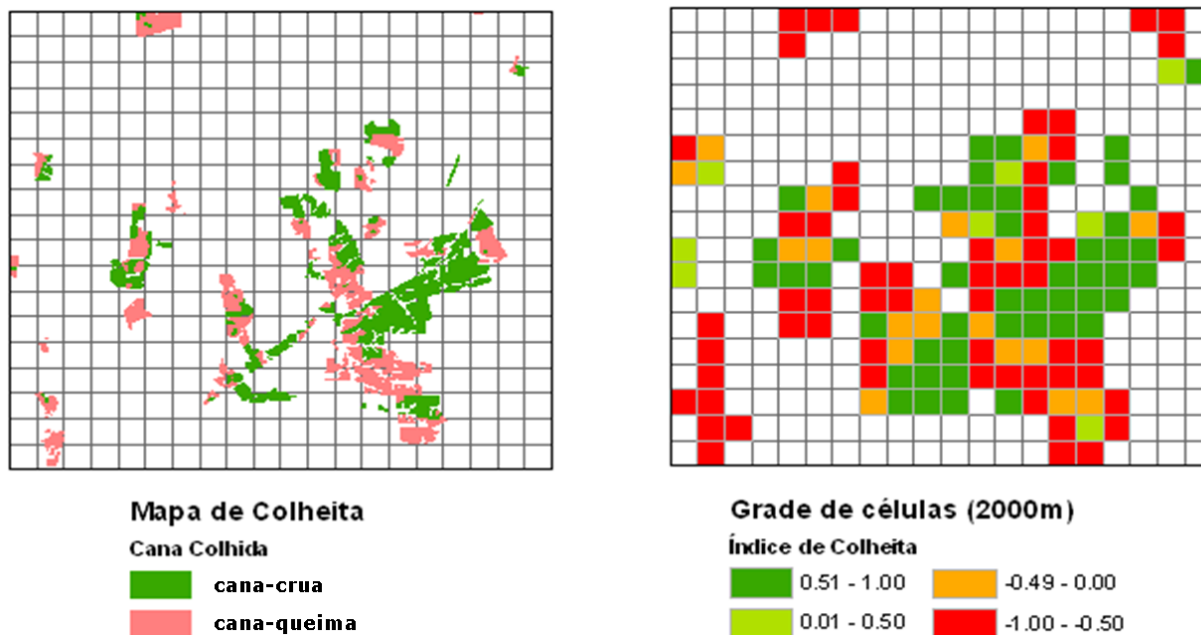 Mapa de Colheita
Cana Colhida
cana-crua
cana-queima
Grade de células (2000m)
Índice de Colheita
0.51 - 1.00
-0.49 - 0.00
0.01 - 0.50
-1.00 - -0.50